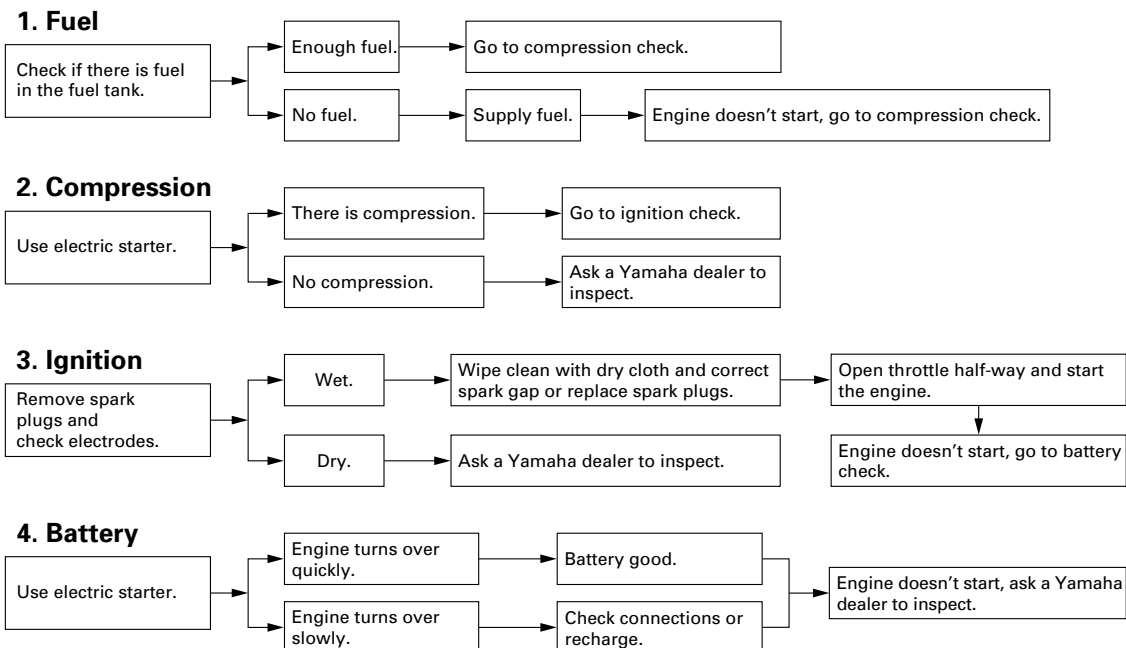 1. Fuel
Check if there is fuel
in the fuel tank.
Enough fuel.
Go to compression check.
No fuel.
Supply fuel.
Engine doesn't start, go to compression check.
2. Compression
Use electric starter.
There is compression.
Go to ignition check.
No compression.
Ask a Yamaha dealer to
inspect.
3. Ignition
Remove spark
plugs and
check electrodes.
Wet.
Wipe clean with dry cloth and correct
spark gap or replace spark plugs.
Open throttle half-way and start
the engine.
Engine doesn't start, go to battery
check.
Dry.
Ask a Yamaha dealer to inspect.
4. Battery
Use electric starter.
Engine turns over
quickly.
Battery good.
Engine turns over
slowly.
Check connections or
recharge.
Engine doesn't start, ask a Yamaha
dealer to inspect.